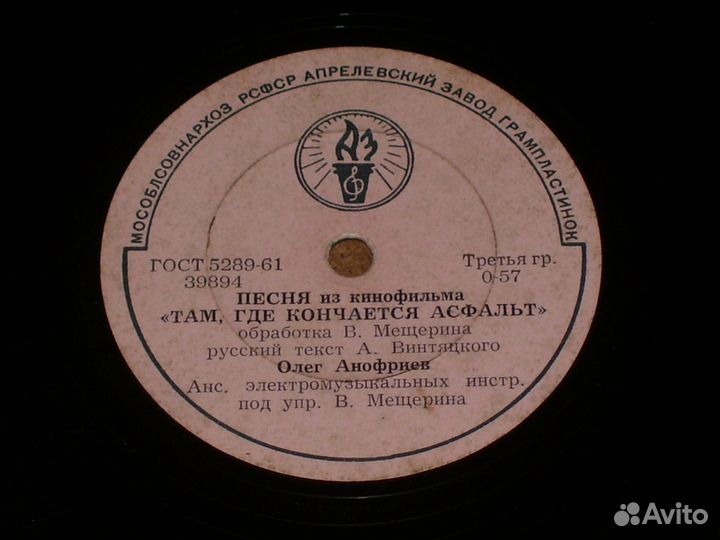 МОСОБЛСОВНАРХОЗ РСФСР АПРЕЛЕВСКИЙ ЗАВОД ГРАМПЛАСТИНОК
АЗ
ГОСТ 5289-61
39894
Третья гр.
0-57
ПЕСНЯ из кинофильма
«ТАМ, ГДЕ КОНЧАЕТСЯ АСФАЛЬТ»
обработка В. Мещерина
русский текст А. Винтяцкого
Олег Анофриев
Анс. электромузыкальных инстр.
под упр. В. Мещерина
Avito